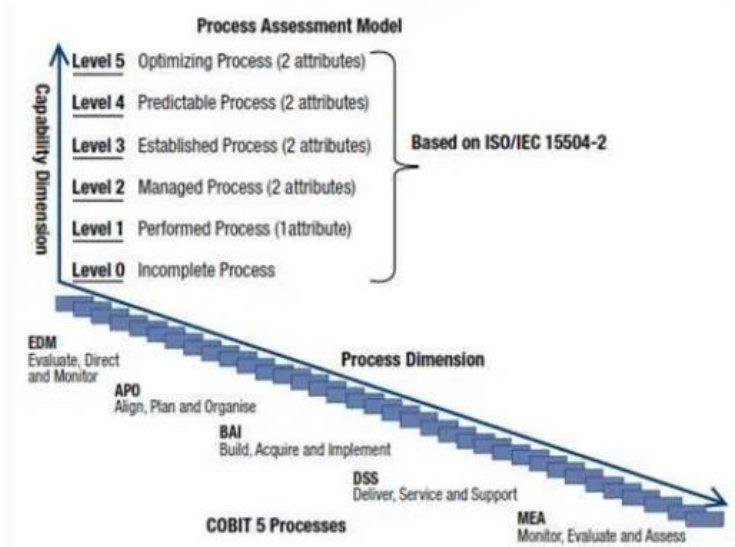 Process Assessment Model
Level 5 Optimizing Process (2 attributes)
Level 4 Predictable Process (2 attributes)
Level 3 Established Process (2 attributes)
Level 2 Managed Process (2 attributes)
Level 1 Performed Process (1attribute)
Level 0 Incomplete Process
Capability Dimension
Based on ISO/IEC 15504-2
Process Dimension
EDM
Evaluate, Direct
and Monitor
APO
Align, Plan and Organise
BAI
Build, Acquire and Implement
DSS
Deliver, Service and Support
MEA
Monitor, Evaluate and Assess
COBIT 5 Processes